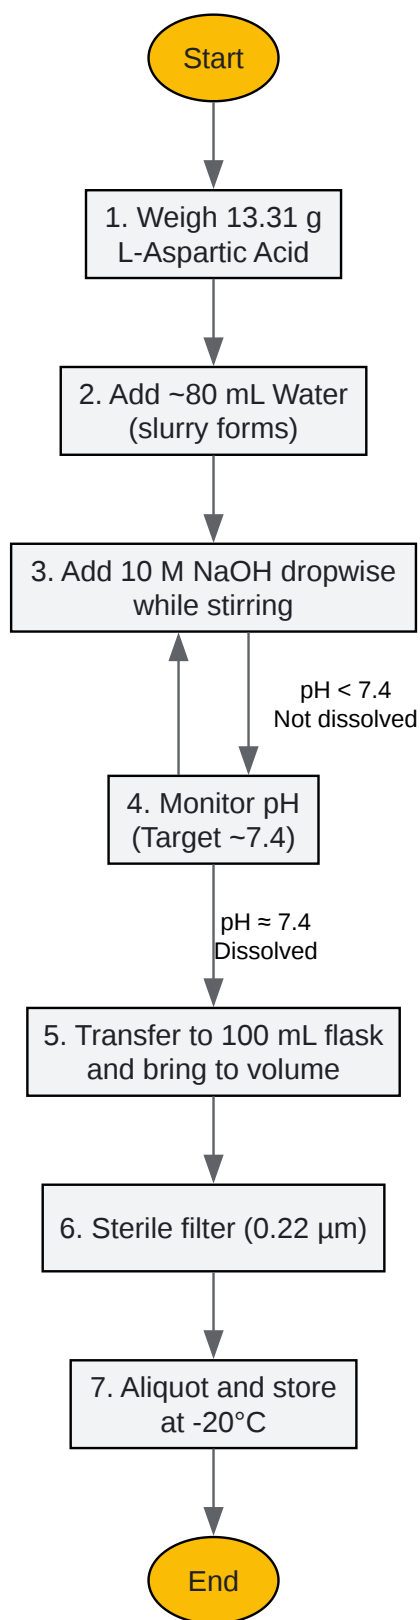 Start
1. Weigh 13.31 g
L-Aspartic Acid
2. Add ~80 mL Water
(slurry forms)
3. Add 10 M NaOH dropwise
while stirring
pH < 7.4
Not dissolved
4. Monitor pH
(Target ~7.4)
pH ≈ 7.4
Dissolved
5. Transfer to 100 mL flask
and bring to volume
6. Sterile filter (0.22 µm)
7. Aliquot and store
at -20°C
End